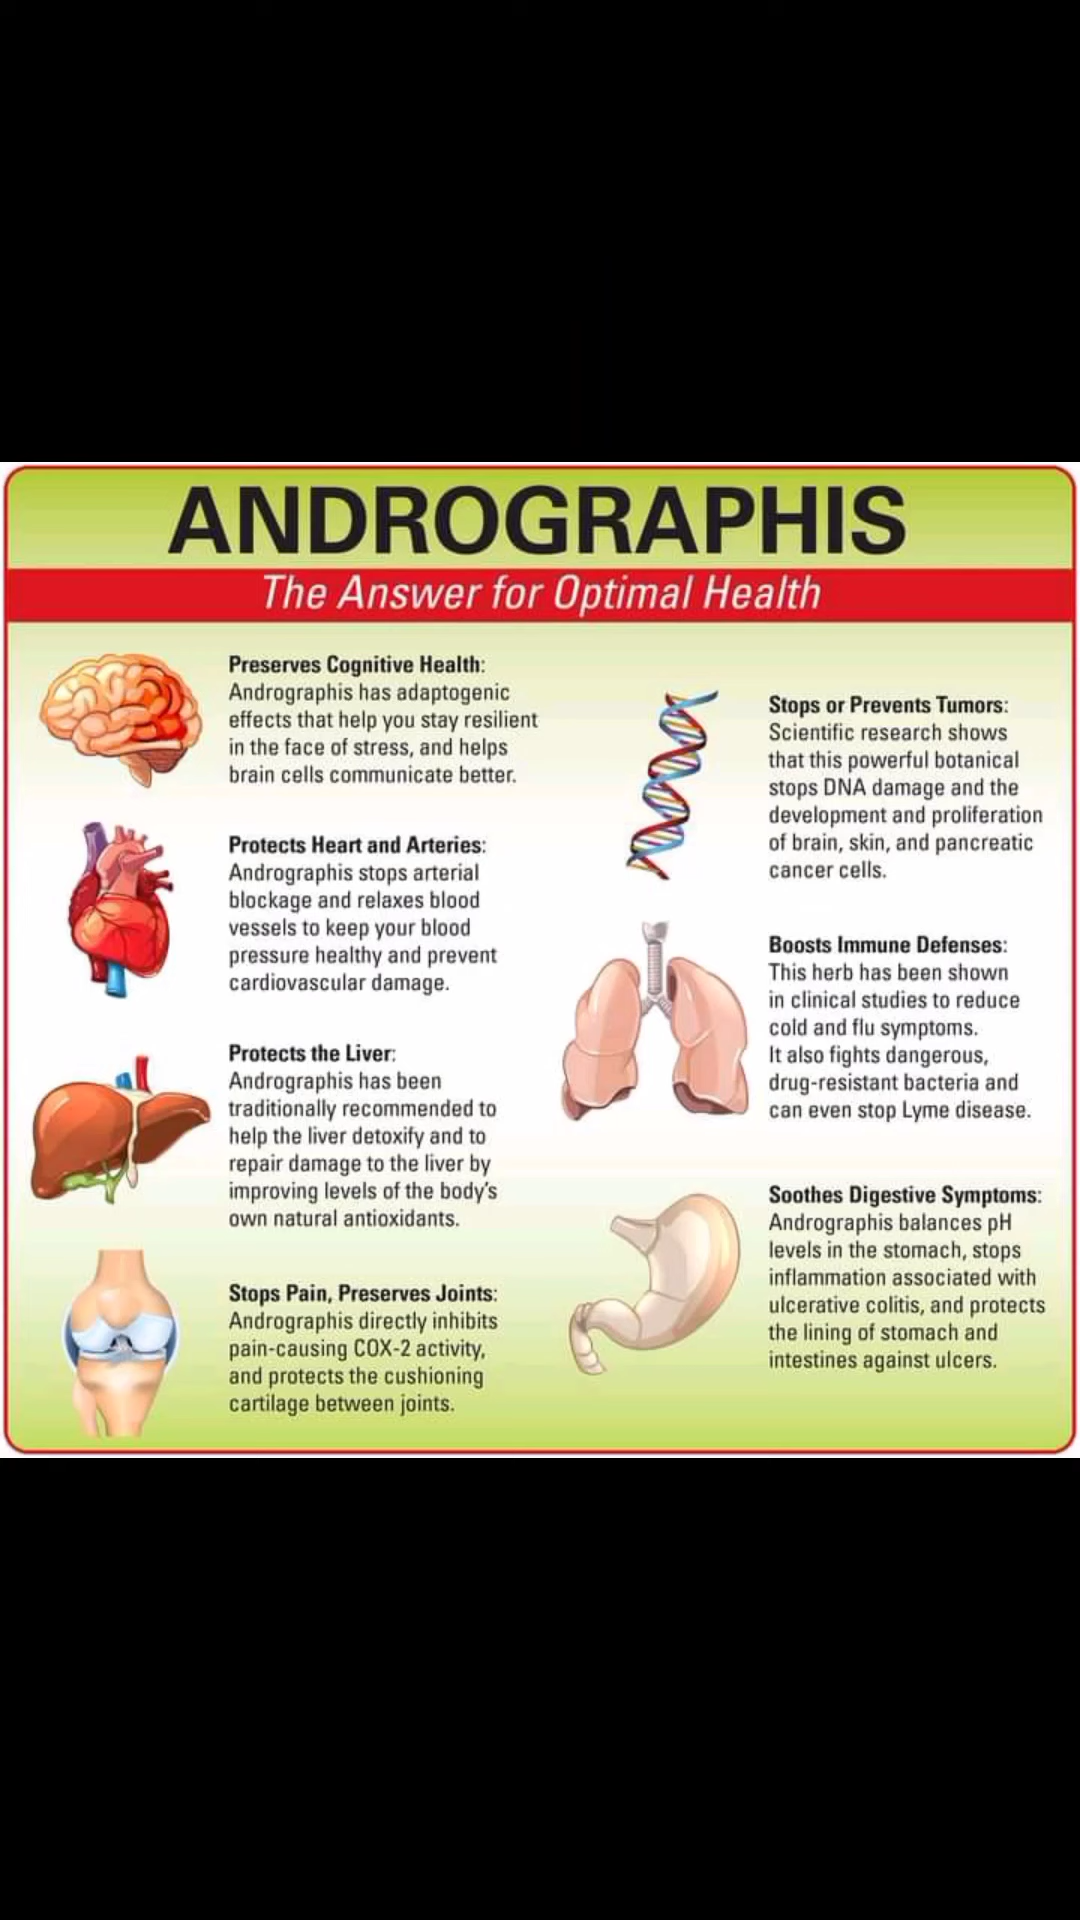 ANDROGRAPHIS
The Answer for Optimal Health
Preserves Cognitive Health:
Andrographis has adaptogenic
effects that help you stay resilient
in the face of stress, and helps
brain cells communicate better.
Protects Heart and Arteries:
Andrographis stops arterial
blockage and relaxes blood
vessels to keep your blood
pressure healthy and prevent
cardiovascular damage.
Protects the Liver:
Andrographis has been
traditionally recommended to
help the liver detoxify and to
repair damage to the liver by
improving levels of the body's
own natural antioxidants.
Stops Pain, Preserves Joints:
Andrographis directly inhibits
pain-causing COX-2 activity,
and protects the cushioning
cartilage between joints.
Stops or Prevents Tumors:
Scientific research shows
that this powerful botanical
stops DNA damage and the
development and proliferation
of brain, skin, and pancreatic
cancer cells.
Boosts Immune Defenses:
This herb has been shown
in clinical studies to reduce
cold and flu symptoms.
It also fights dangerous,
drug-resistant bacteria and
can even stop Lyme disease.
Soothes Digestive Symptoms:
Andrographis balances pH
levels in the stomach, stops
inflammation associated with
ulcerative colitis, and protects
the lining of stomach and
intestines against ulcers.